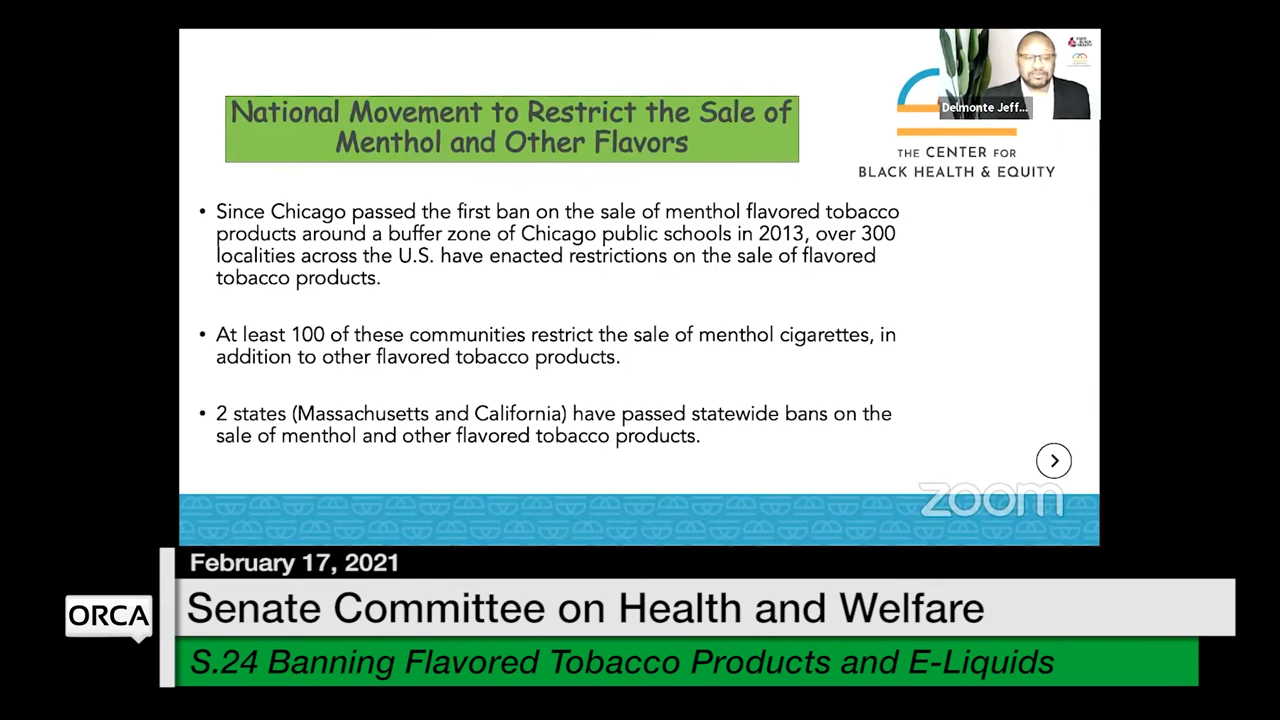 National Movement to Restrict the Sale of
Menthol and Other Flavors
Delmonte Jeff...
THE CENTER FOR
BLACK HEALTH & EQUITY
• Since Chicago passed the first ban on the sale of menthol flavored tobacco
products around a buffer zone of Chicago public schools in 2013, over 300
localities across the U.S. have enacted restrictions on the sale of flavored
tobacco products.
• At least 100 of these communities restrict the sale of menthol cigarettes, in
addition to other flavored tobacco products.
• 2 states (Massachusetts and California) have passed statewide bans on the
sale of menthol and other flavored tobacco products.
zoom
February 17, 2021
ORCA
Senate Committee on Health and Welfare
S.24 Banning Flavored Tobacco Products and E-Liquids